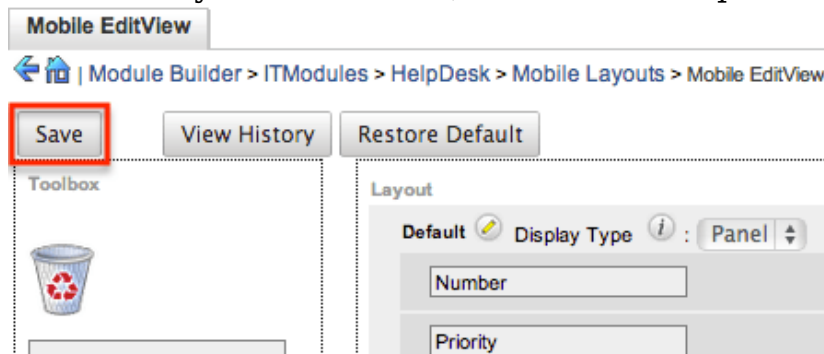 Mobile EditView
| Module Builder > ITModules > HelpDesk > Mobile Layouts > Mobile EditView
Save View History Restore Default
Toolbox
Layout
Default Display Type i : Panel
Number
Priority